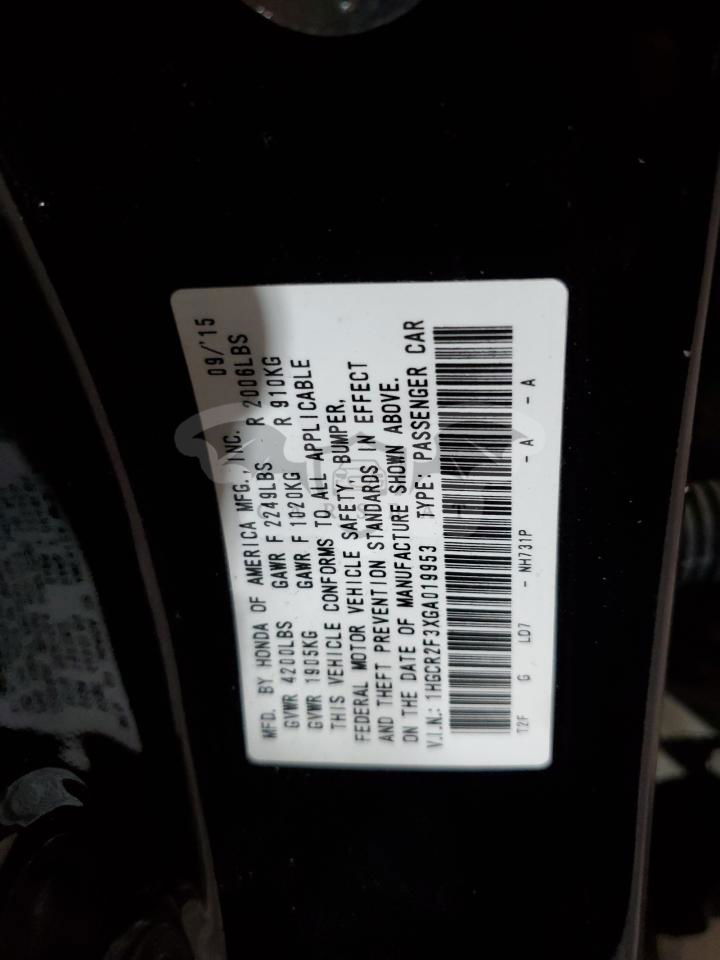 MFD. BY HONDA OF AMERICA MFG., INC. 09/'15
GVWR 4200LBS GAWR F 2249LBS R 2006LBS
GVWR 1905KG GAWR F 1020KG R 910KG
THIS VEHICLE CONFORMS TO ALL APPLICABLE
FEDERAL MOTOR VEHICLE SAFETY, BUMPER,
AND THEFT PREVENTION STANDARDS IN EFFECT
ON THE DATE OF MANUFACTURE SHOWN ABOVE.
V.I.N.: 1HGCR2F3XGA019953 TYPE: PASSENGER CAR
T2F G LD7 - NH731P - A - A